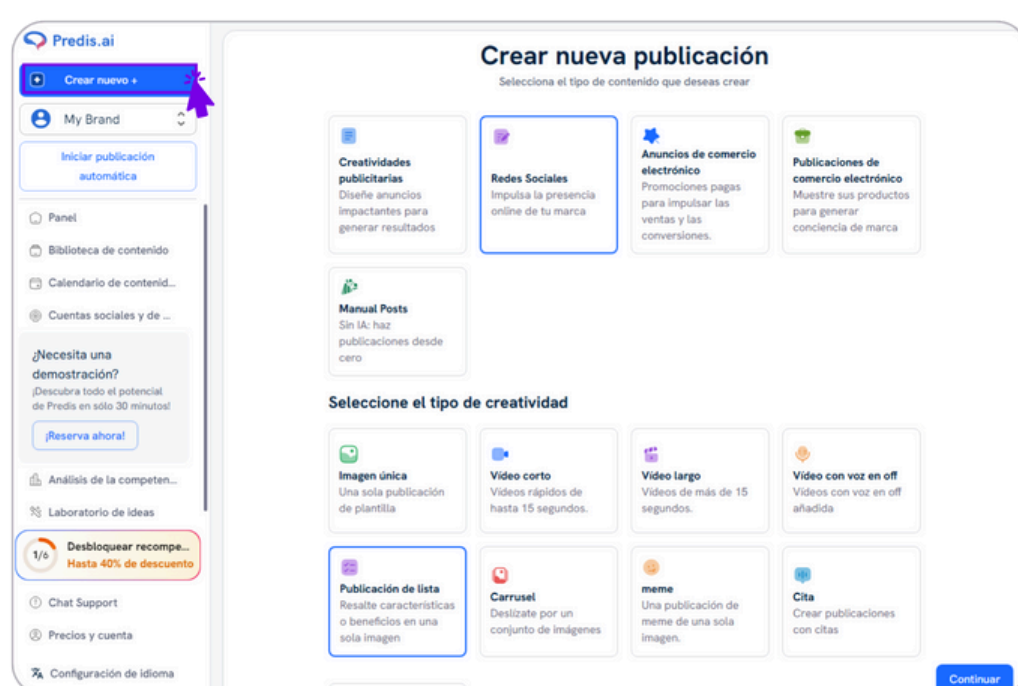 Predis.ai
Crear nuevo +
My Brand
Iniciar publicación
automática
Panel
Biblioteca de contenido
Calendario de contenid...
Cuentas sociales y de ...
¿Necesita una
demostración?
¡Descubra todo el potencial
de Predis en sólo 30 minutos!
¡Reserva ahora!
Análisis de la competen...
Laboratorio de ideas
1/6
Desbloquear recompe...
Hasta 40% de descuento
Chat Support
Precios y cuenta
Configuración de idioma
Crear nueva publicación
Selecciona el tipo de contenido que deseas crear
Creatividades
publicitarias
Diseñe anuncios
impactantes para
generar resultados
Redes Sociales
Impulsa la presencia
online de tu marca
Anuncios de comercio
electrónico
Promociones pagas
para impulsar las
ventas y las
conversiones.
Publicaciones de
comercio electrónico
Muestre sus productos
para generar
conciencia de marca
Manual Posts
Sin IA: haz
publicaciones desde
cero
Seleccione el tipo de creatividad
Imagen única
Una sola publicación
de plantilla
Vídeo corto
Vídeos rápidos de
hasta 15 segundos.
Vídeo largo
Vídeos de más de 15
segundos.
Vídeo con voz en off
Vídeos con voz en off
añadida
Publicación de lista
Resalte características
o beneficios en una
sola imagen
Carrusel
Deslízate por un
conjunto de imágenes
meme
Una publicación de
meme de una sola
imagen.
Cita
Crear publicaciones
con citas
Continuar